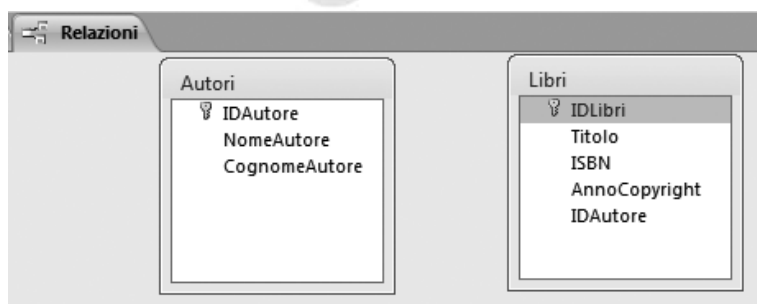 Relazioni
Autori
IDAutore
NomeAutore
CognomeAutore
Libri
IDLibri
Titolo
ISBN
AnnoCopyright
IDAutore